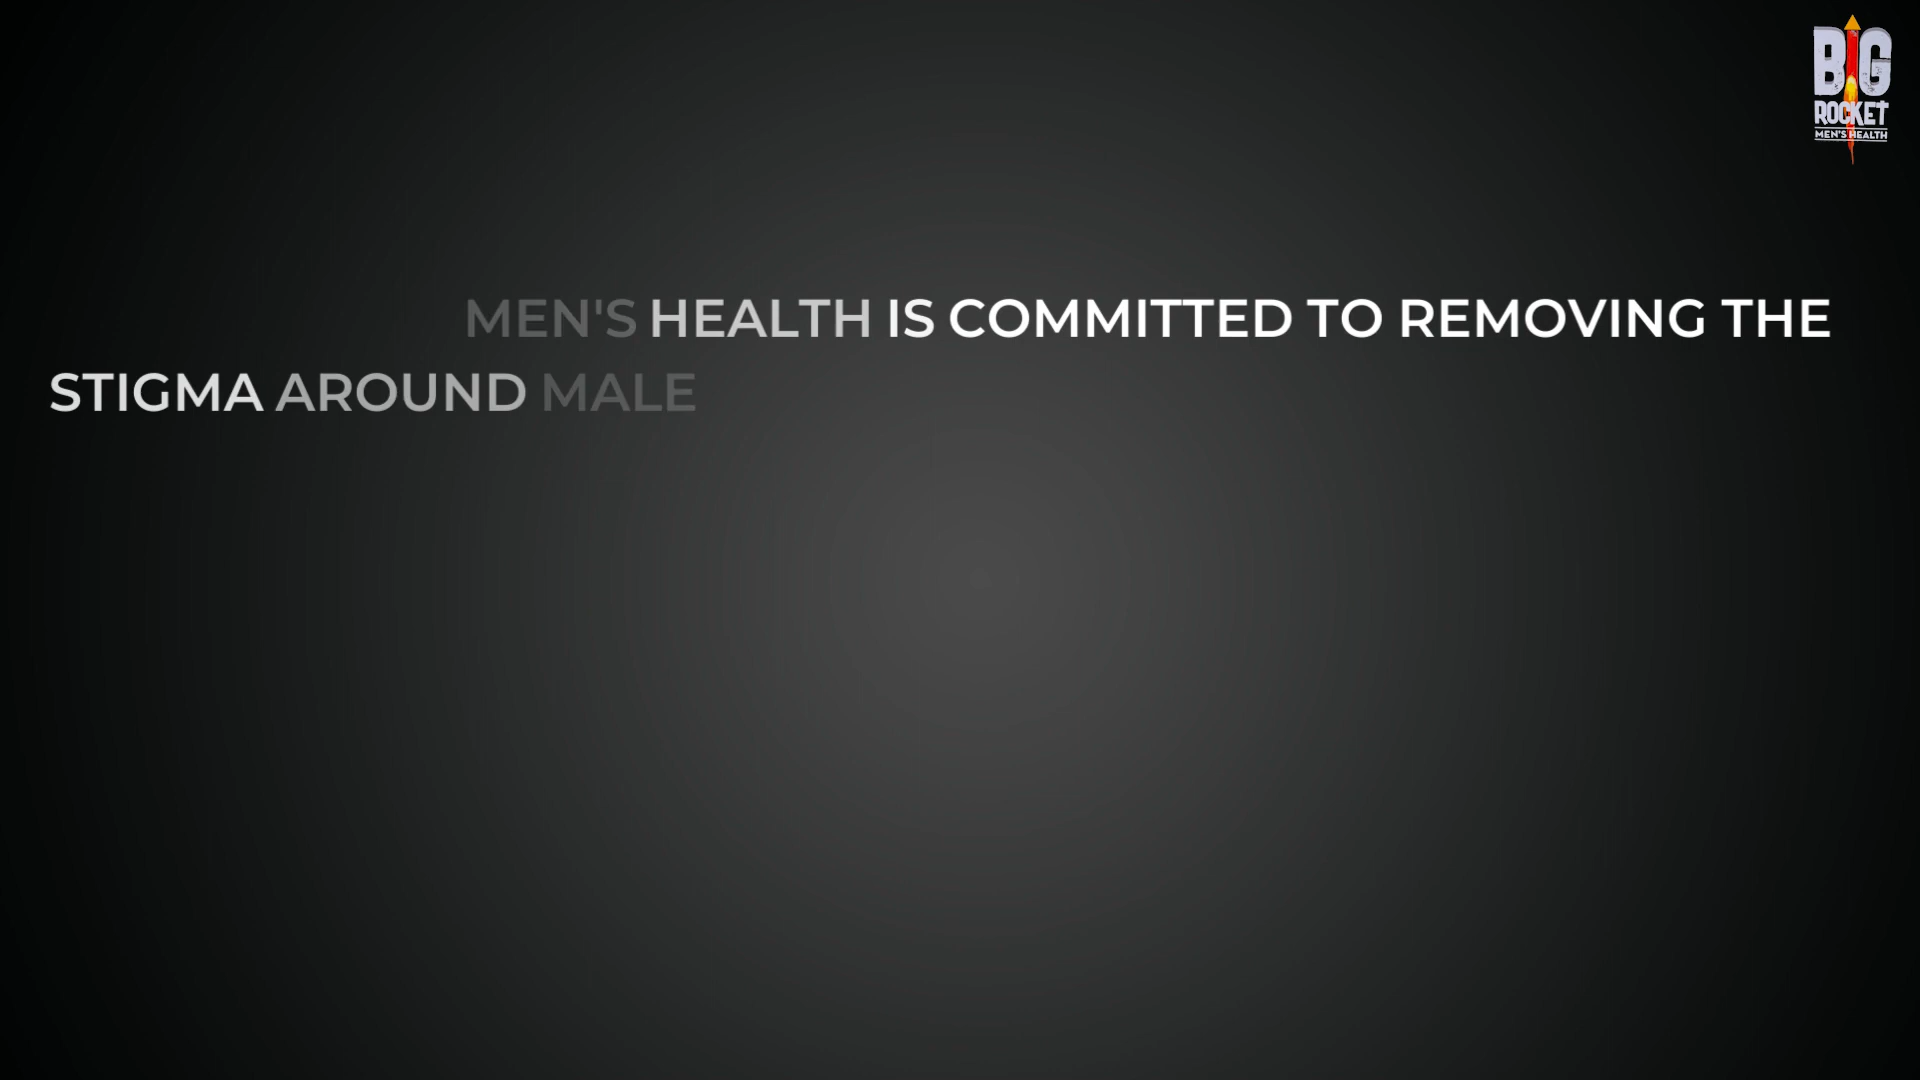 BIG
ROCKET
MEN'S HEALTH
MEN'S HEALTH IS COMMITTED TO REMOVING THE
STIGMA AROUND MALE